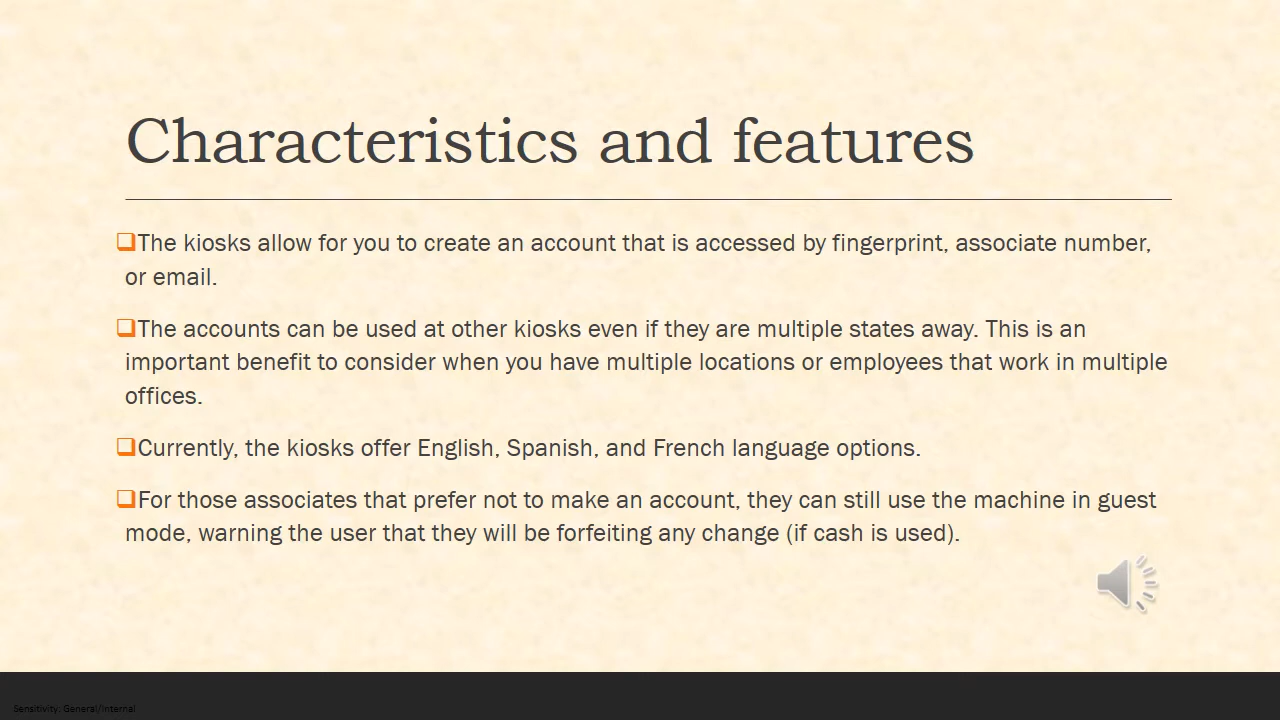 Characteristics and features
❑The kiosks allow for you to create an account that is accessed by fingerprint, associate number,
or email.
❑The accounts can be used at other kiosks even if they are multiple states away. This is an
important benefit to consider when you have multiple locations or employees that work in multiple
offices.
❑Currently, the kiosks offer English, Spanish, and French language options.
❑For those associates that prefer not to make an account, they can still use the machine in guest
mode, warning the user that they will be forfeiting any change (if cash is used).
Sensitivity: General/Internal